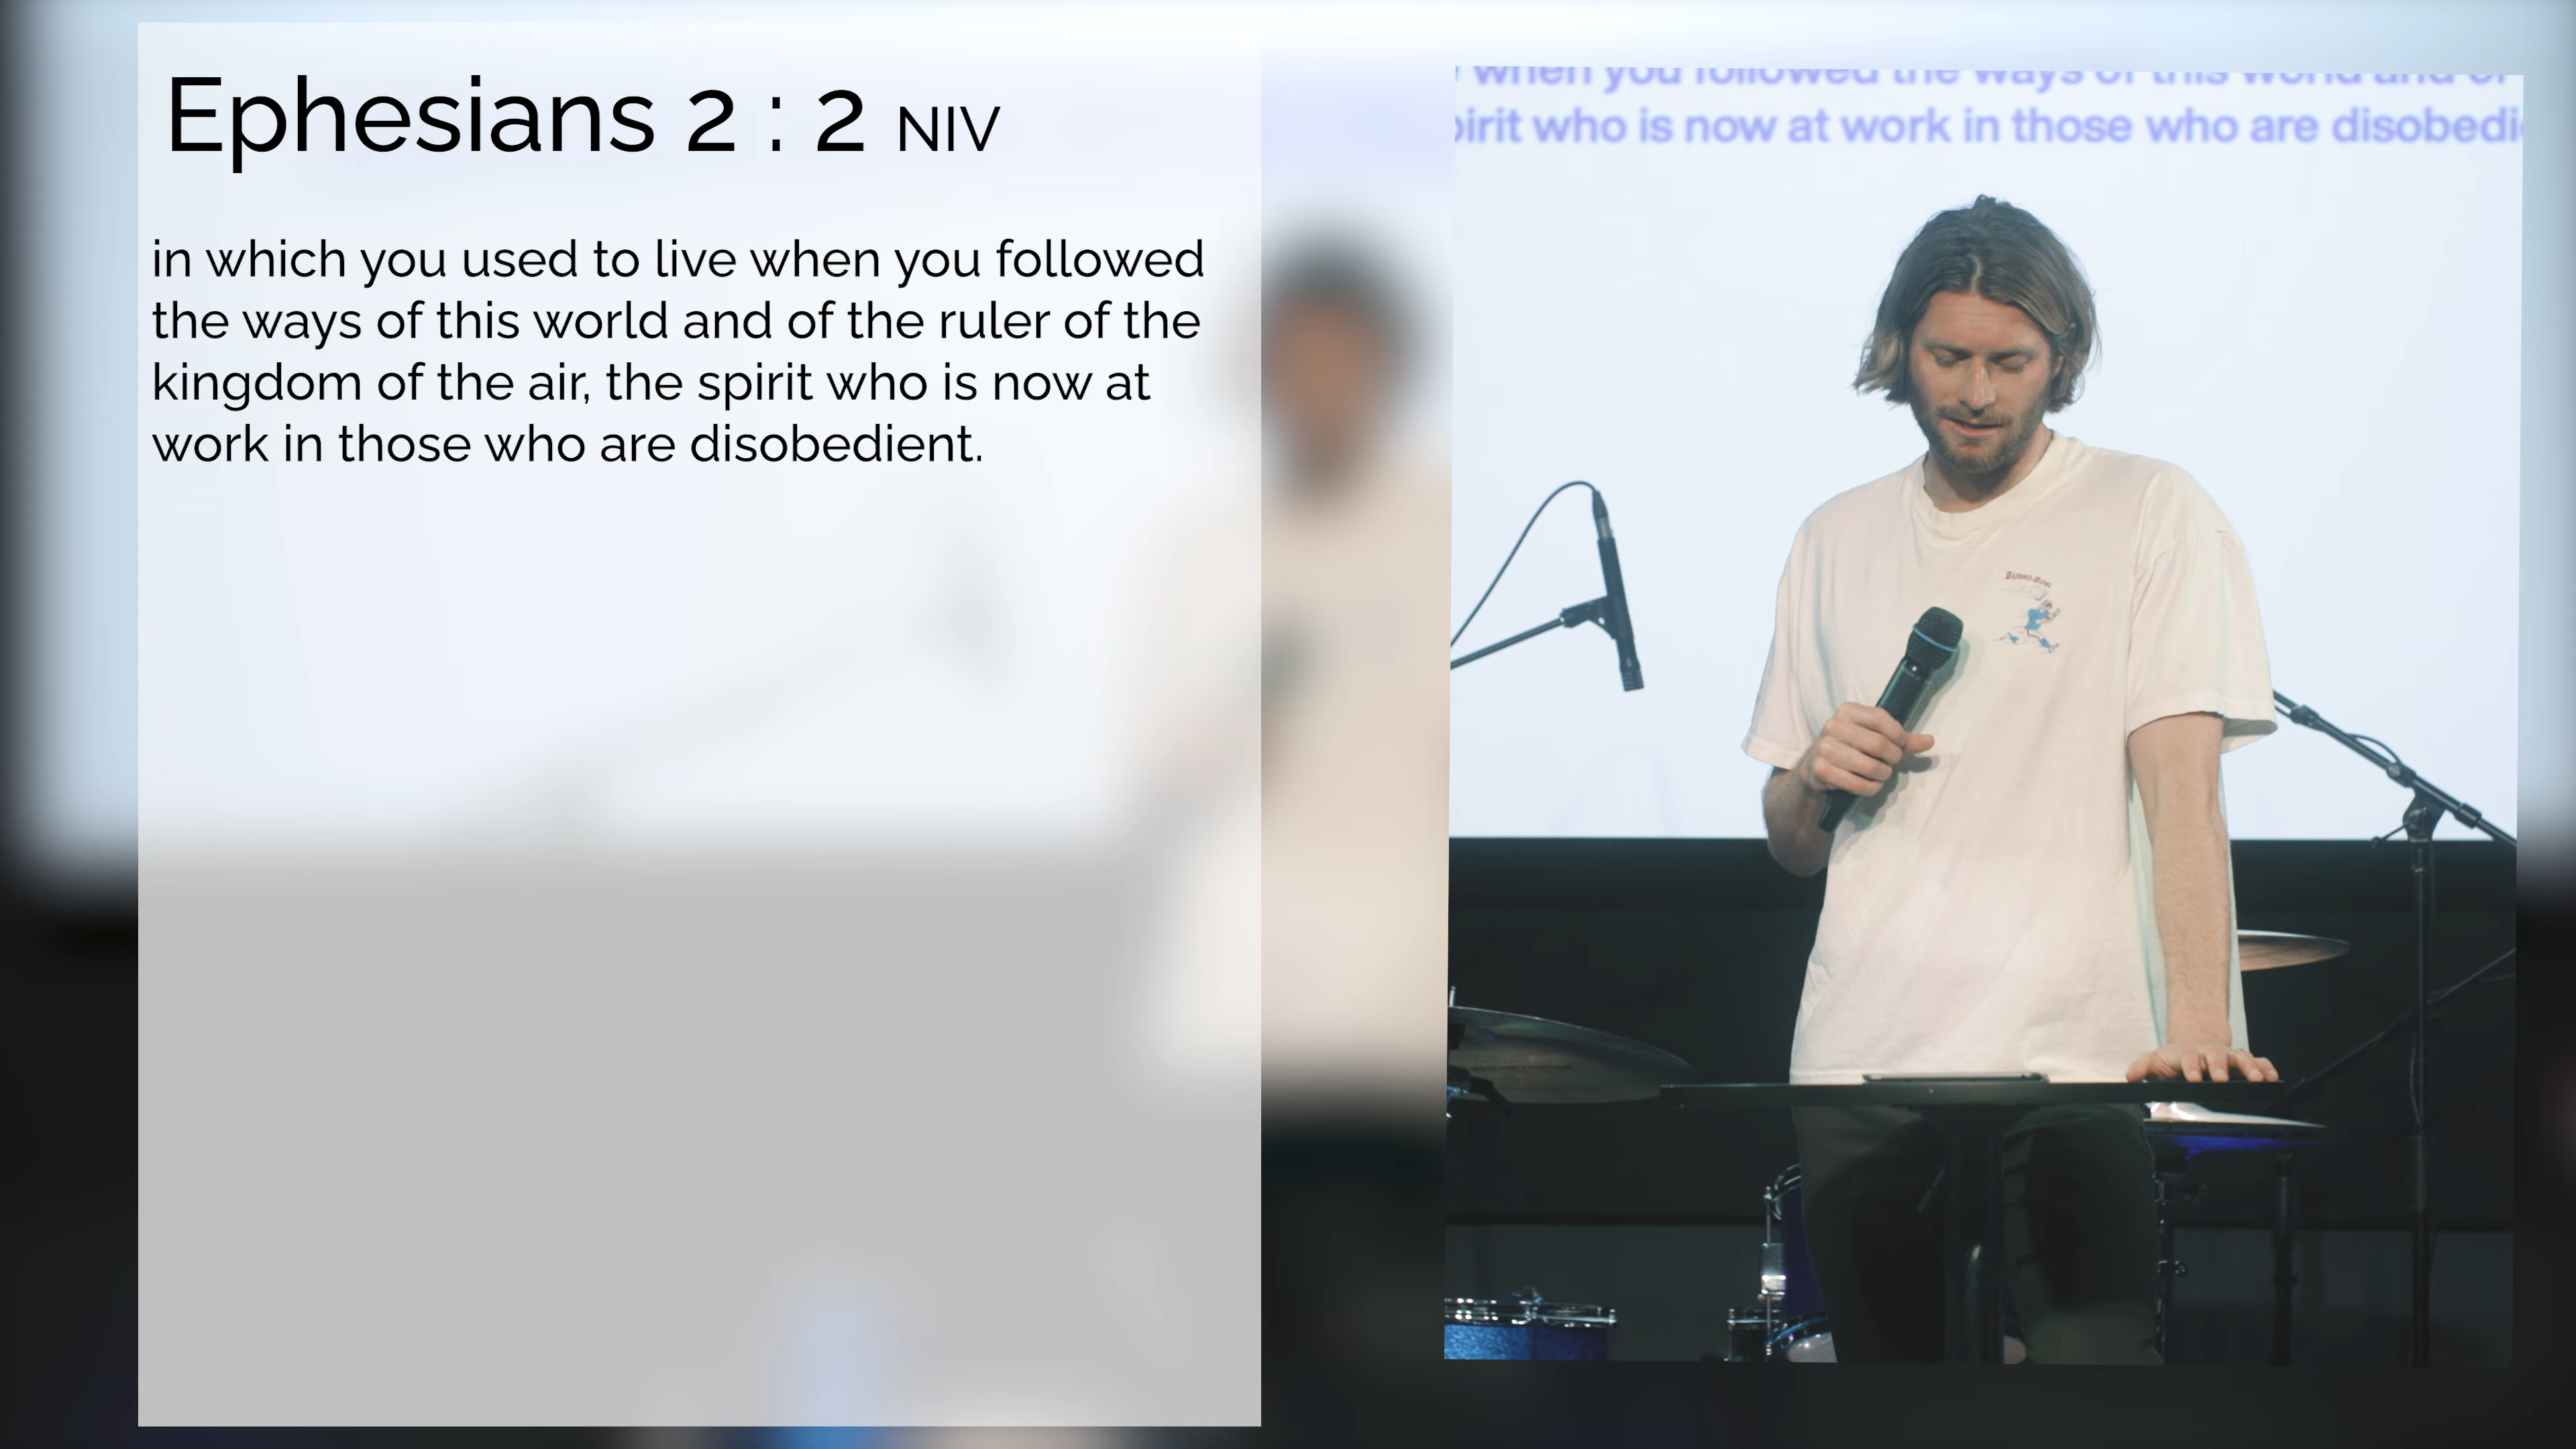 Ephesians 2 : 2 NIV
in which you used to live when you followed
the ways of this world and of the ruler of the
kingdom of the air, the spirit who is now at
work in those who are disobedient.
when you followed the ways of this world and of
who is now at work in those who are
BURRO-BOWL